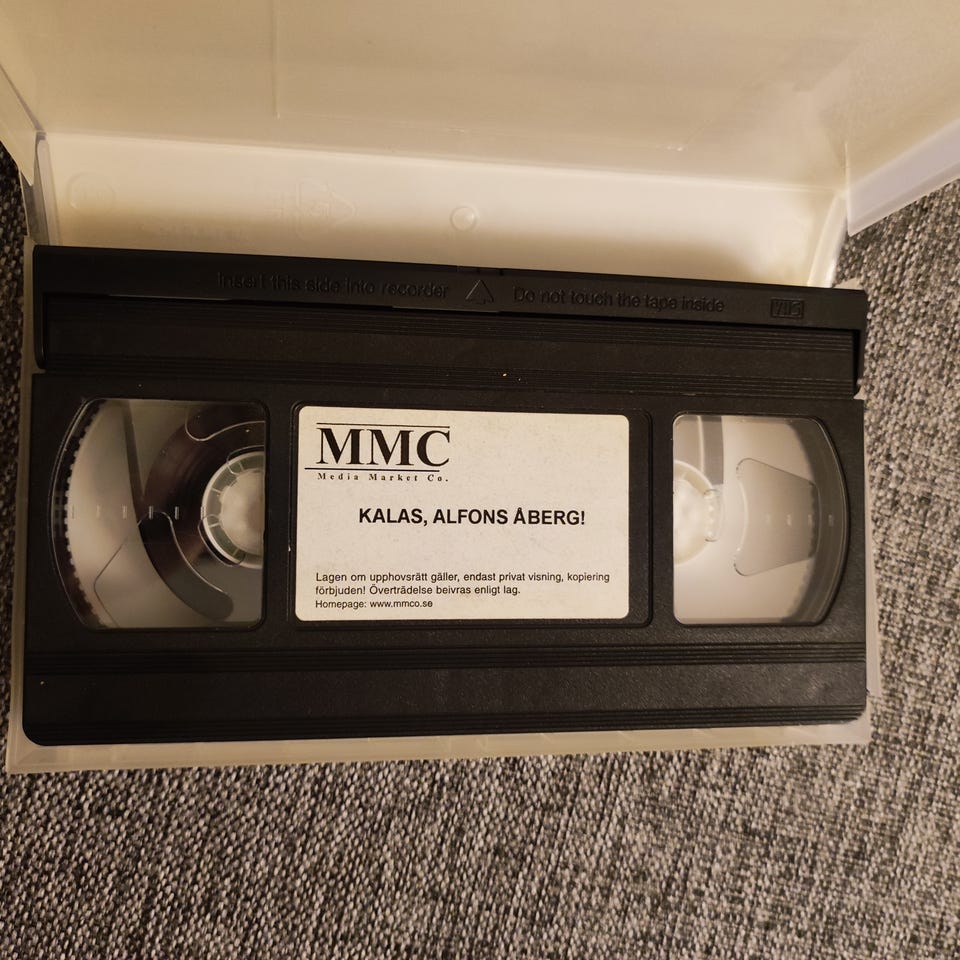 Insert this side into recorder Do not touch the tape inside VHS
MMC
Media Market Co.
KALAS, ALFONS ÅBERG!
Lagen om upphovsrätt gäller, endast privat visning, kopiering
förbjuden! Överträdelse beivras enligt lag.
Homepage: www.mmco.se